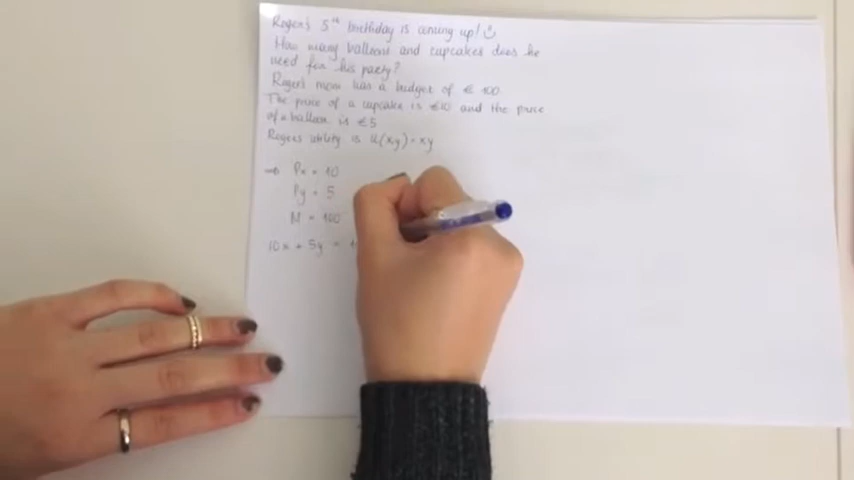 Roger's 5th birthday is coming up! :)
How many balloons and cupcakes does he
need for his party?
Roger's mom has a budget of € 100
The price of a cupcake is €10 and the price
of a balloon is €5
Rogers utility is U(x,y) = xy
⇒ Px = 10
Py = 5
M = 100
10x + 5y = 1